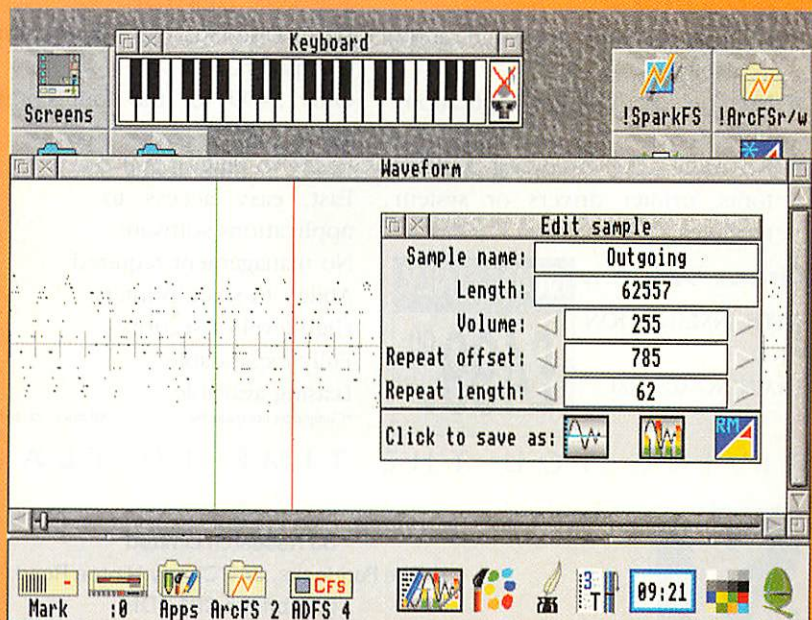 Keyboard
Screens
!SparkFS
!ArcFSr/w
Waveform
Edit sample
Sample name: Outgoing
Length: 62557
Volume: 255
Repeat offset: 785
Repeat length: 62
Click to save as:
RM
CFS
3
T
09:21
Mark
:0
Apps
ArcFS 2
ADFS 4